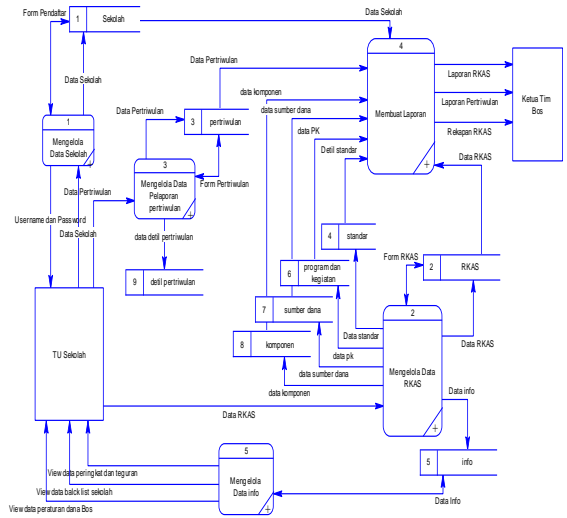 Form Pendaftar
1 Sekolah
Data Sekolah
4
Membuat Laporan
Data Pertriwulan
data komponen
data sumber dana
data PK
Detil standar
Laporan RKAS
Laporan Pertriwulan
Rekapan RKAS
Ketua Tim
Bos
Data Sekolah
1
Mengelola
Data Sekolah
Data Pertriwulan
3 pertriwulan
3
Mengelola Data
Pelaporan
pertriwulan
Form Pertriwulan
Data Pertriwulan
Username dan Password
Data Sekolah
data detil pertriwulan
9 detil pertriwulan
Data RKAS
4 standar
Form RKAS
2 RKAS
6 program dan
kegiatan
7 sumber dana
8 komponen
2
Mengelola Data
RKAS
Data standar
data pk
data sumber dana
data komponen
Data RKAS
TU Sekolah
Data RKAS
Data info
5 info
Data Info
5
Mengelola
Data info
View data peringkat dan teguran
View data balck list sekolah
View data peraturan dana Bos